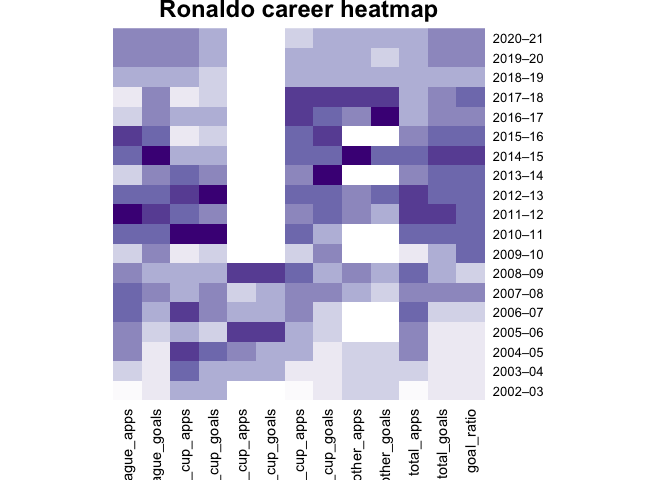 Ronaldo career heatmap
2020–21
2019–20
2018–19
2017–18
2016–17
2015–16
2014–15
2013–14
2012–13
2011–12
2010–11
2009–10
2008–09
2007–08
2006–07
2005–06
2004–05
2003–04
2002–03
ague_apps
ague_goals
_cup_apps
_cup_goals
_cup_apps
_cup_goals
_cup_apps
_cup_goals
other_apps
other_goals
total_apps
total_goals
goal_ratio